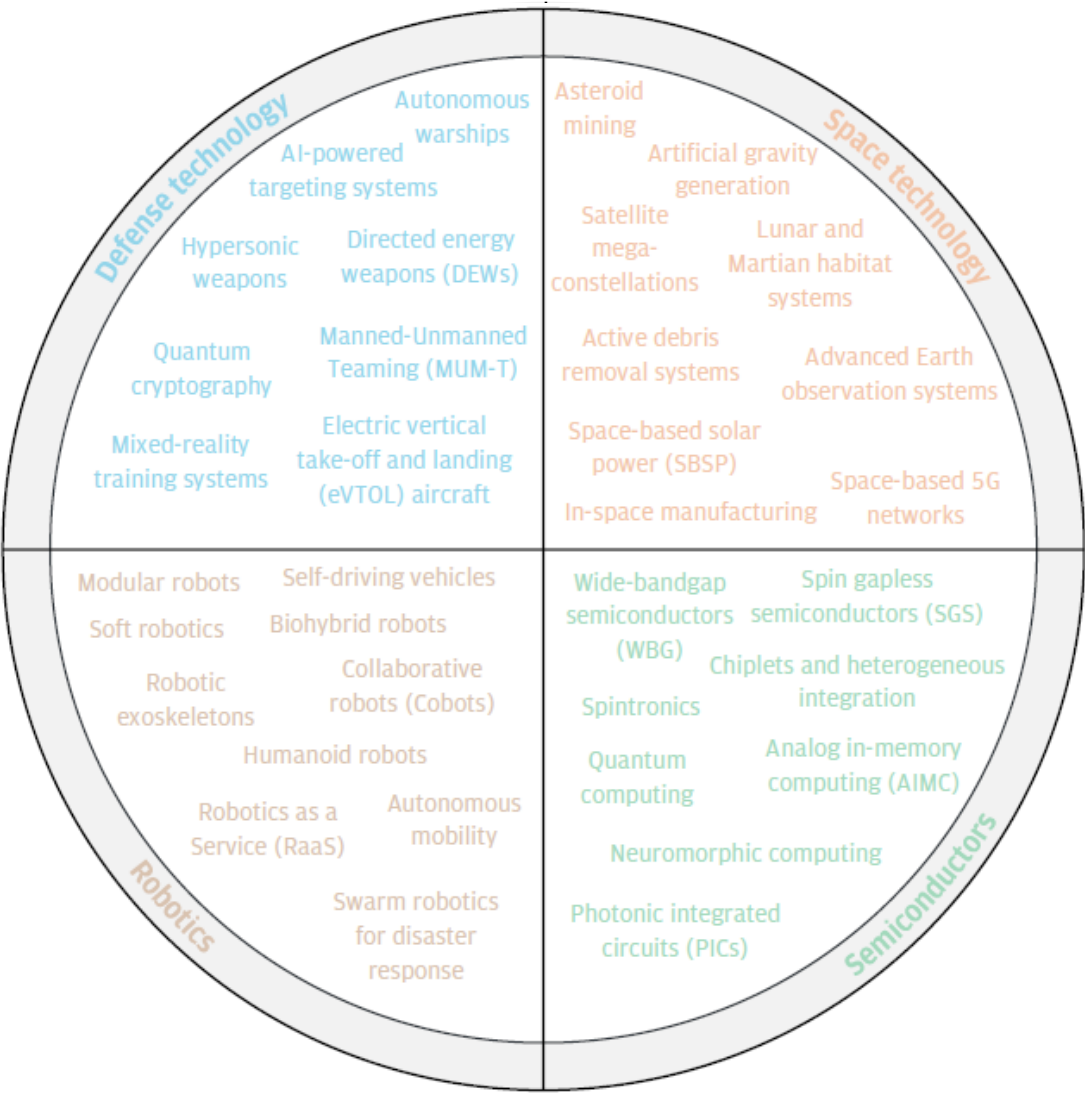 Defense technology
Autonomous
warships
AI-powered
targeting systems
Hypersonic
weapons
Directed energy
weapons (DEWs)
Quantum
cryptography
Manned-Unmanned
Teaming (MUM-T)
Mixed-reality
training systems
Electric vertical
take-off and landing
(eVTOL) aircraft
Space technology
Asteroid
mining
Artificial gravity
generation
Satellite
mega-
constellations
Lunar and
Martian habitat
systems
Active debris
removal systems
Advanced Earth
observation systems
Space-based solar
power (SBSP)
Space-based 5G
networks
In-space manufacturing
Robotics
Modular robots
Self-driving vehicles
Soft robotics
Biohybrid robots
Robotic
exoskeletons
Collaborative
robots (Cobots)
Humanoid robots
Robotics as a
Service (RaaS)
Autonomous
mobility
Swarm robotics
for disaster
response
Semiconductors
Wide-bandgap
semiconductors
(WBG)
Spin gapless
semiconductors (SGS)
Chiplets and heterogeneous
integration
Spintronics
Quantum
computing
Analog in-memory
computing (AIMC)
Neuromorphic computing
Photonic integrated
circuits (PICs)